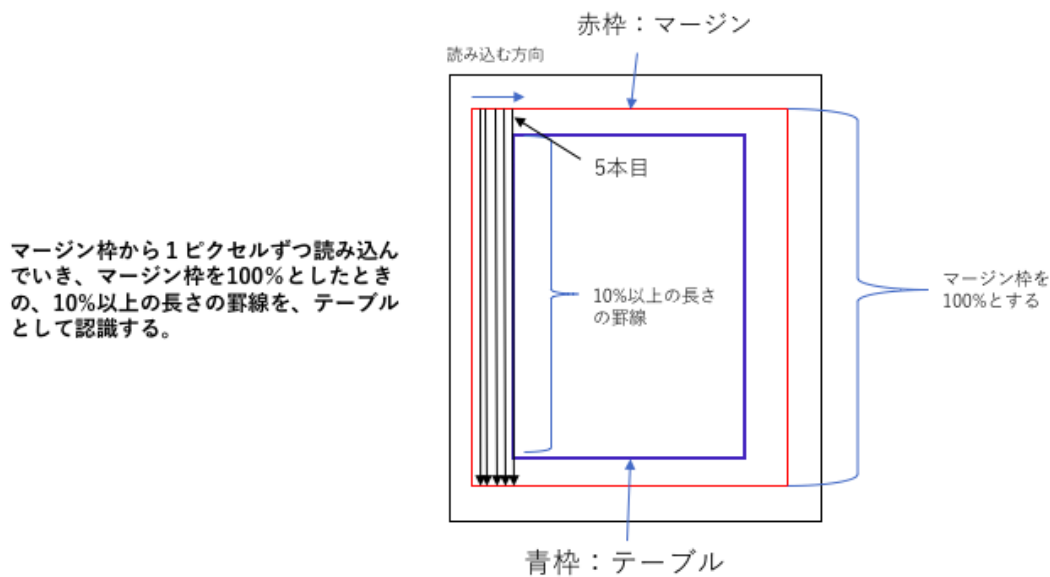 赤枠：マージン
読み込む方向
5本目
マージン枠から１ピクセルずつ読み込ん
でいき、マージン枠を100%としたとき
の、10%以上の長さの罫線を、テーブル
として認識する。
10%以上の長さ
の罫線
マージン枠を
100%とする
青枠：テーブル